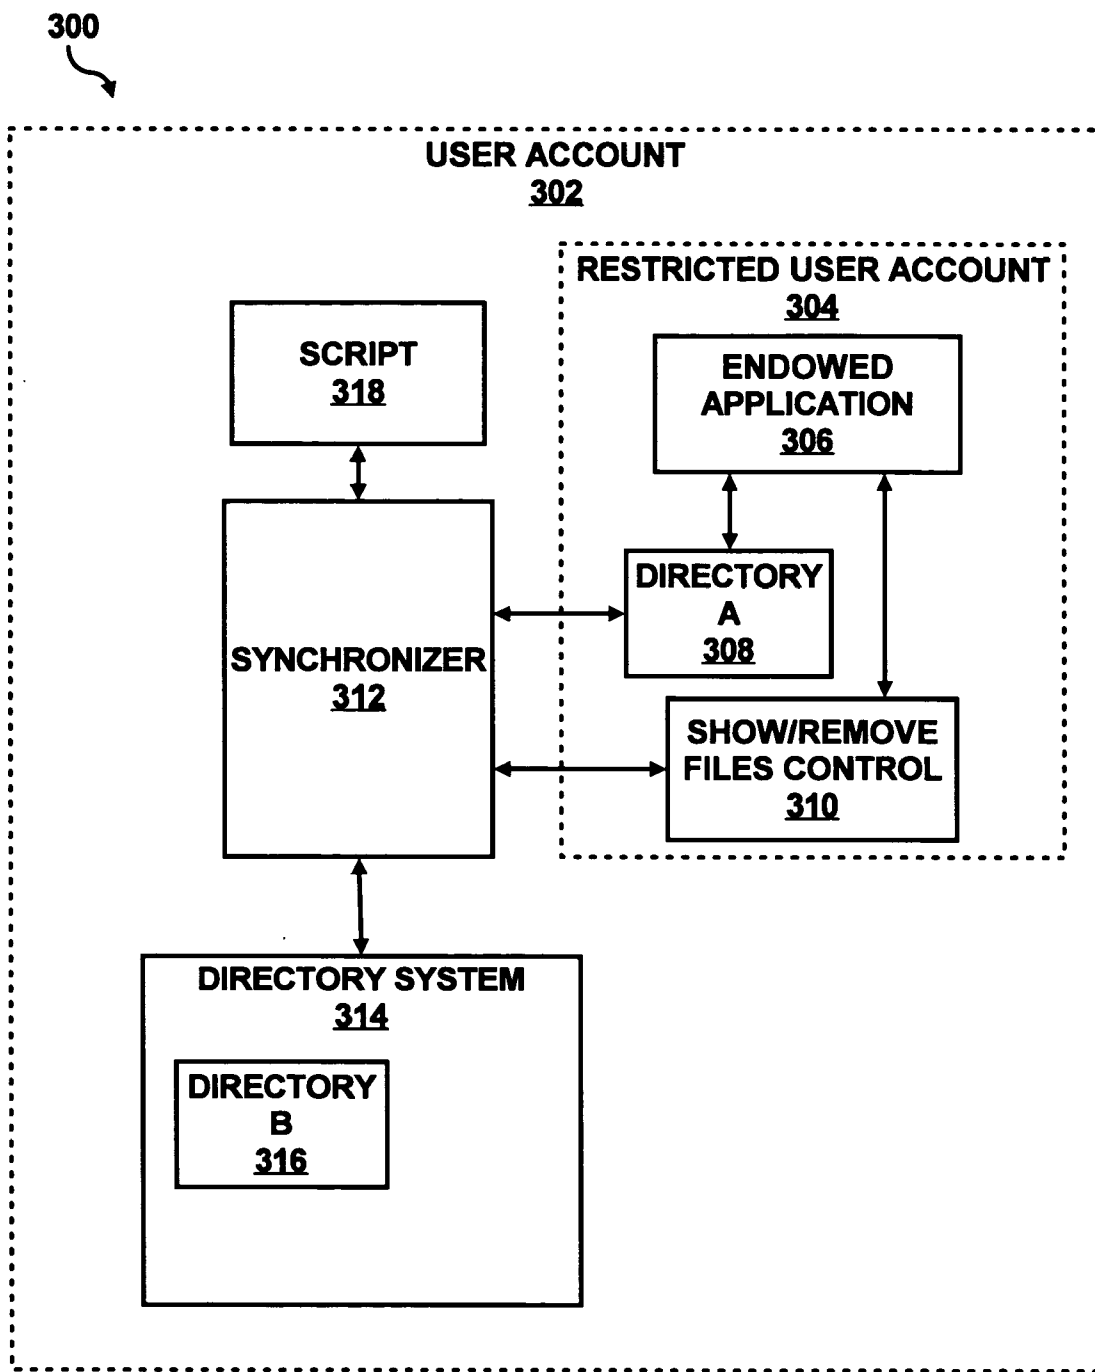 300
USER ACCOUNT
302
RESTRICTED USER ACCOUNT
304
SCRIPT
318
ENDOWED
APPLICATION
306
DIRECTORY
A
308
SYNCHRONIZER
312
SHOW/REMOVE
FILES CONTROL
310
DIRECTORY SYSTEM
314
DIRECTORY
B
316